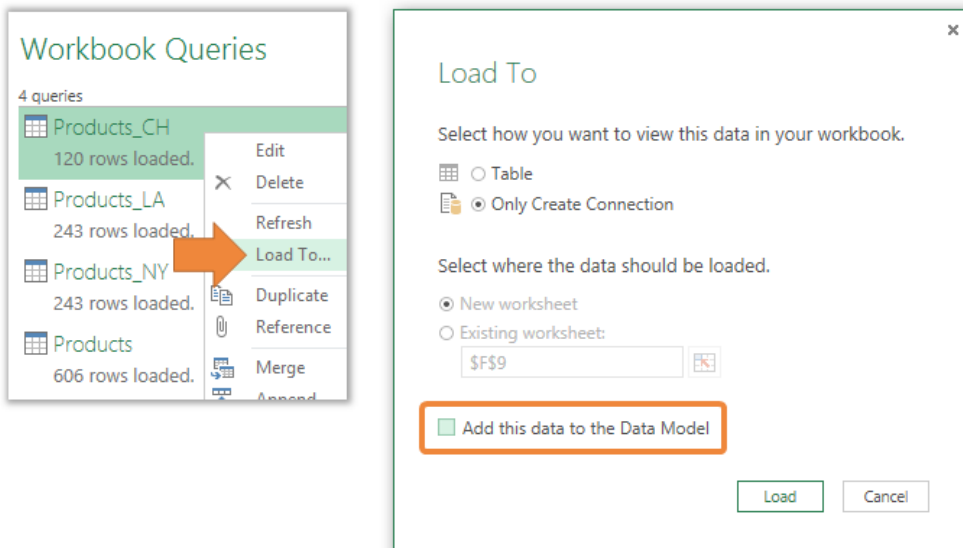 Workbook Queries
4 queries
Products_CH
120 rows loaded.
Products_LA
243 rows loaded.
Products_NY
243 rows loaded.
Products
606 rows loaded.
Edit
Delete
Refresh
Load To...
Duplicate
Reference
Merge
Append
Load To
Select how you want to view this data in your workbook.
Table
Only Create Connection
Select where the data should be loaded.
New worksheet
Existing worksheet:
$F$9
Add this data to the Data Model
Load
Cancel